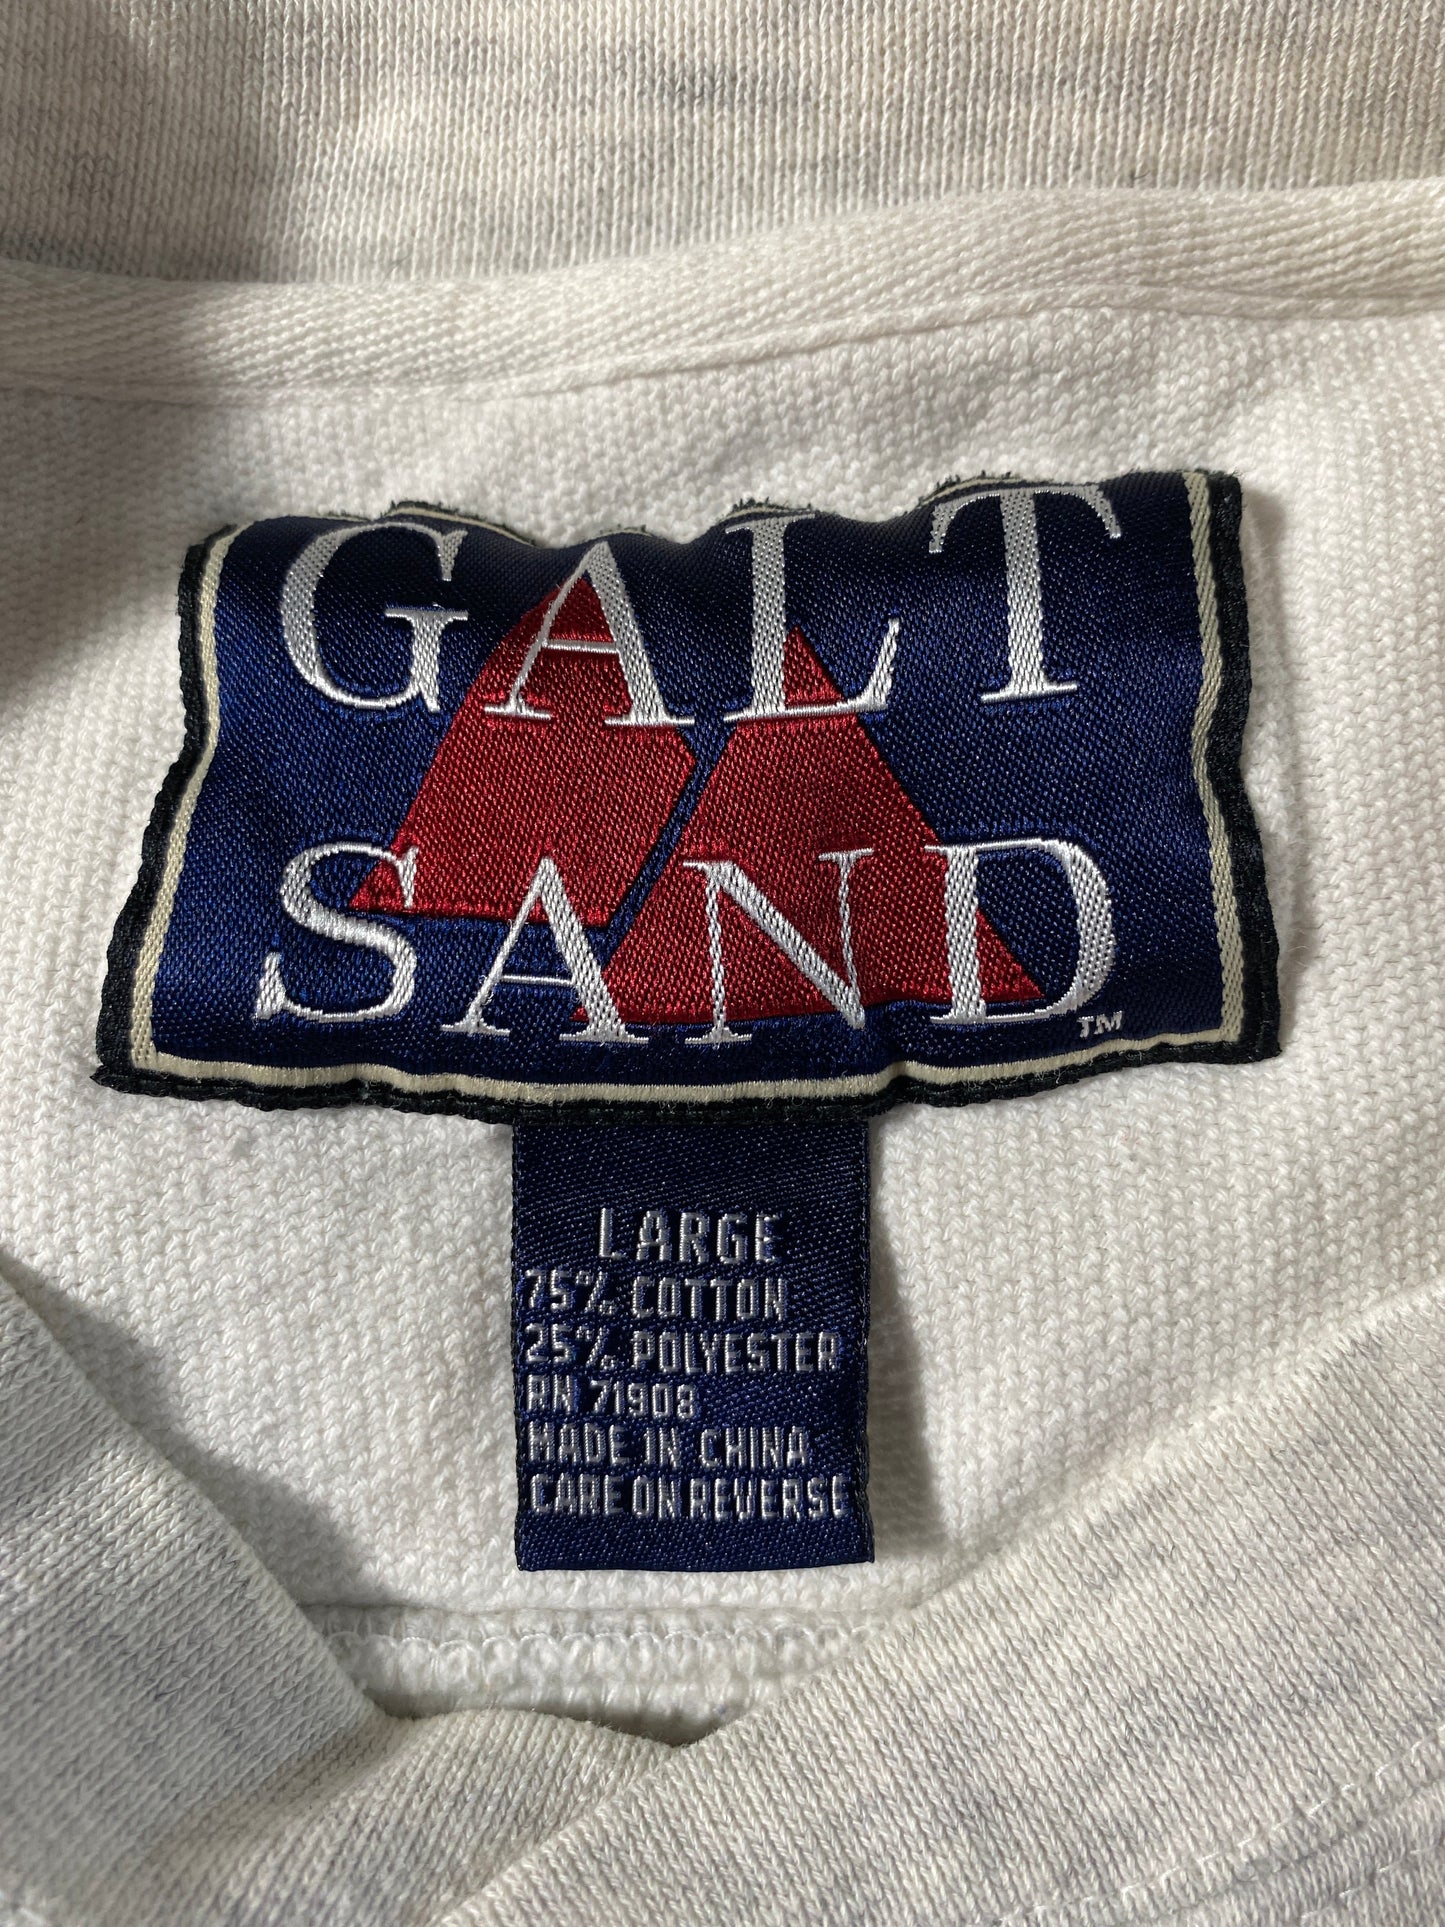 GALT
SAND
TM
LARGE
75% COTTON
25% POLYESTER
RN 71908
MADE IN CHINA
CARE ON REVERSE